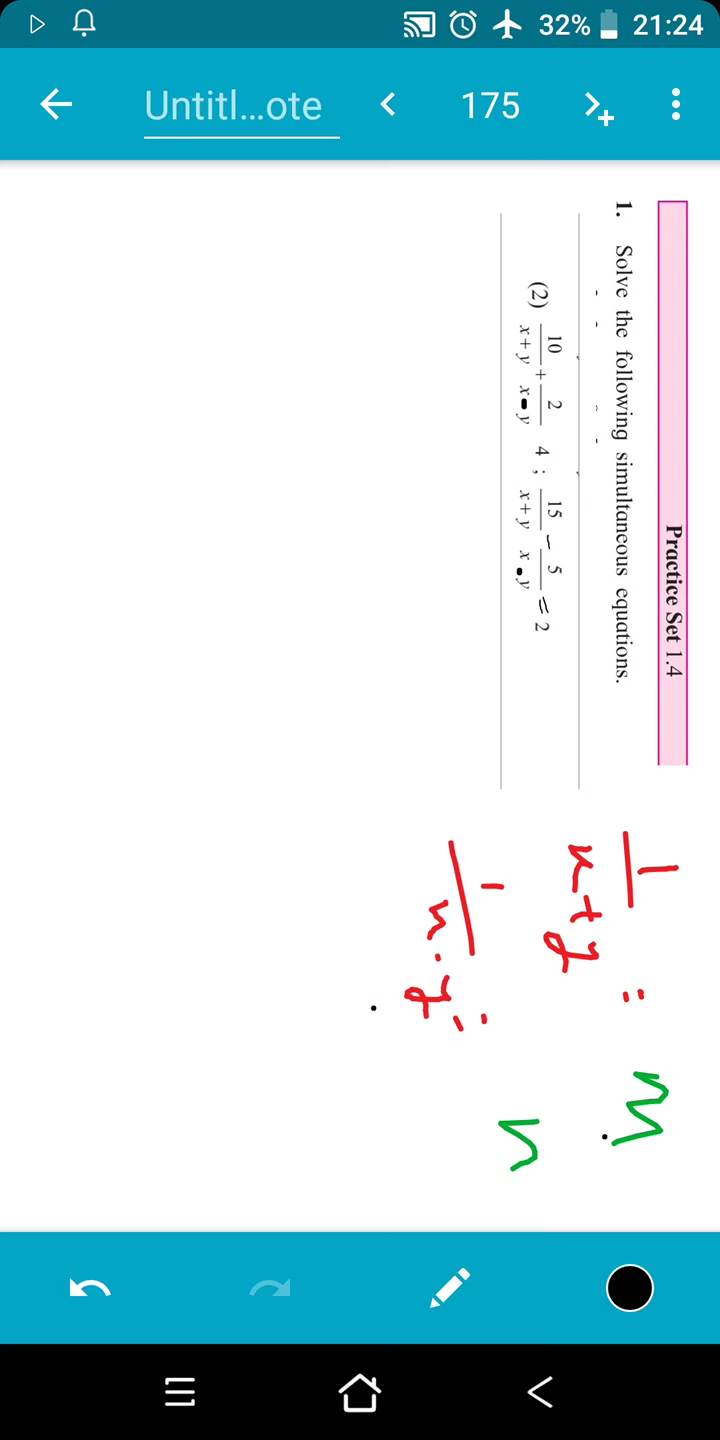 32% 21:24
Untitl...ote 175
Practice Set 1.4
1. Solve the following simultaneous equations.
(2) 10/x+y + 2/x-y 4 ; 15/x+y - 5/x-y = 2
1/x+y =
1/x-y =